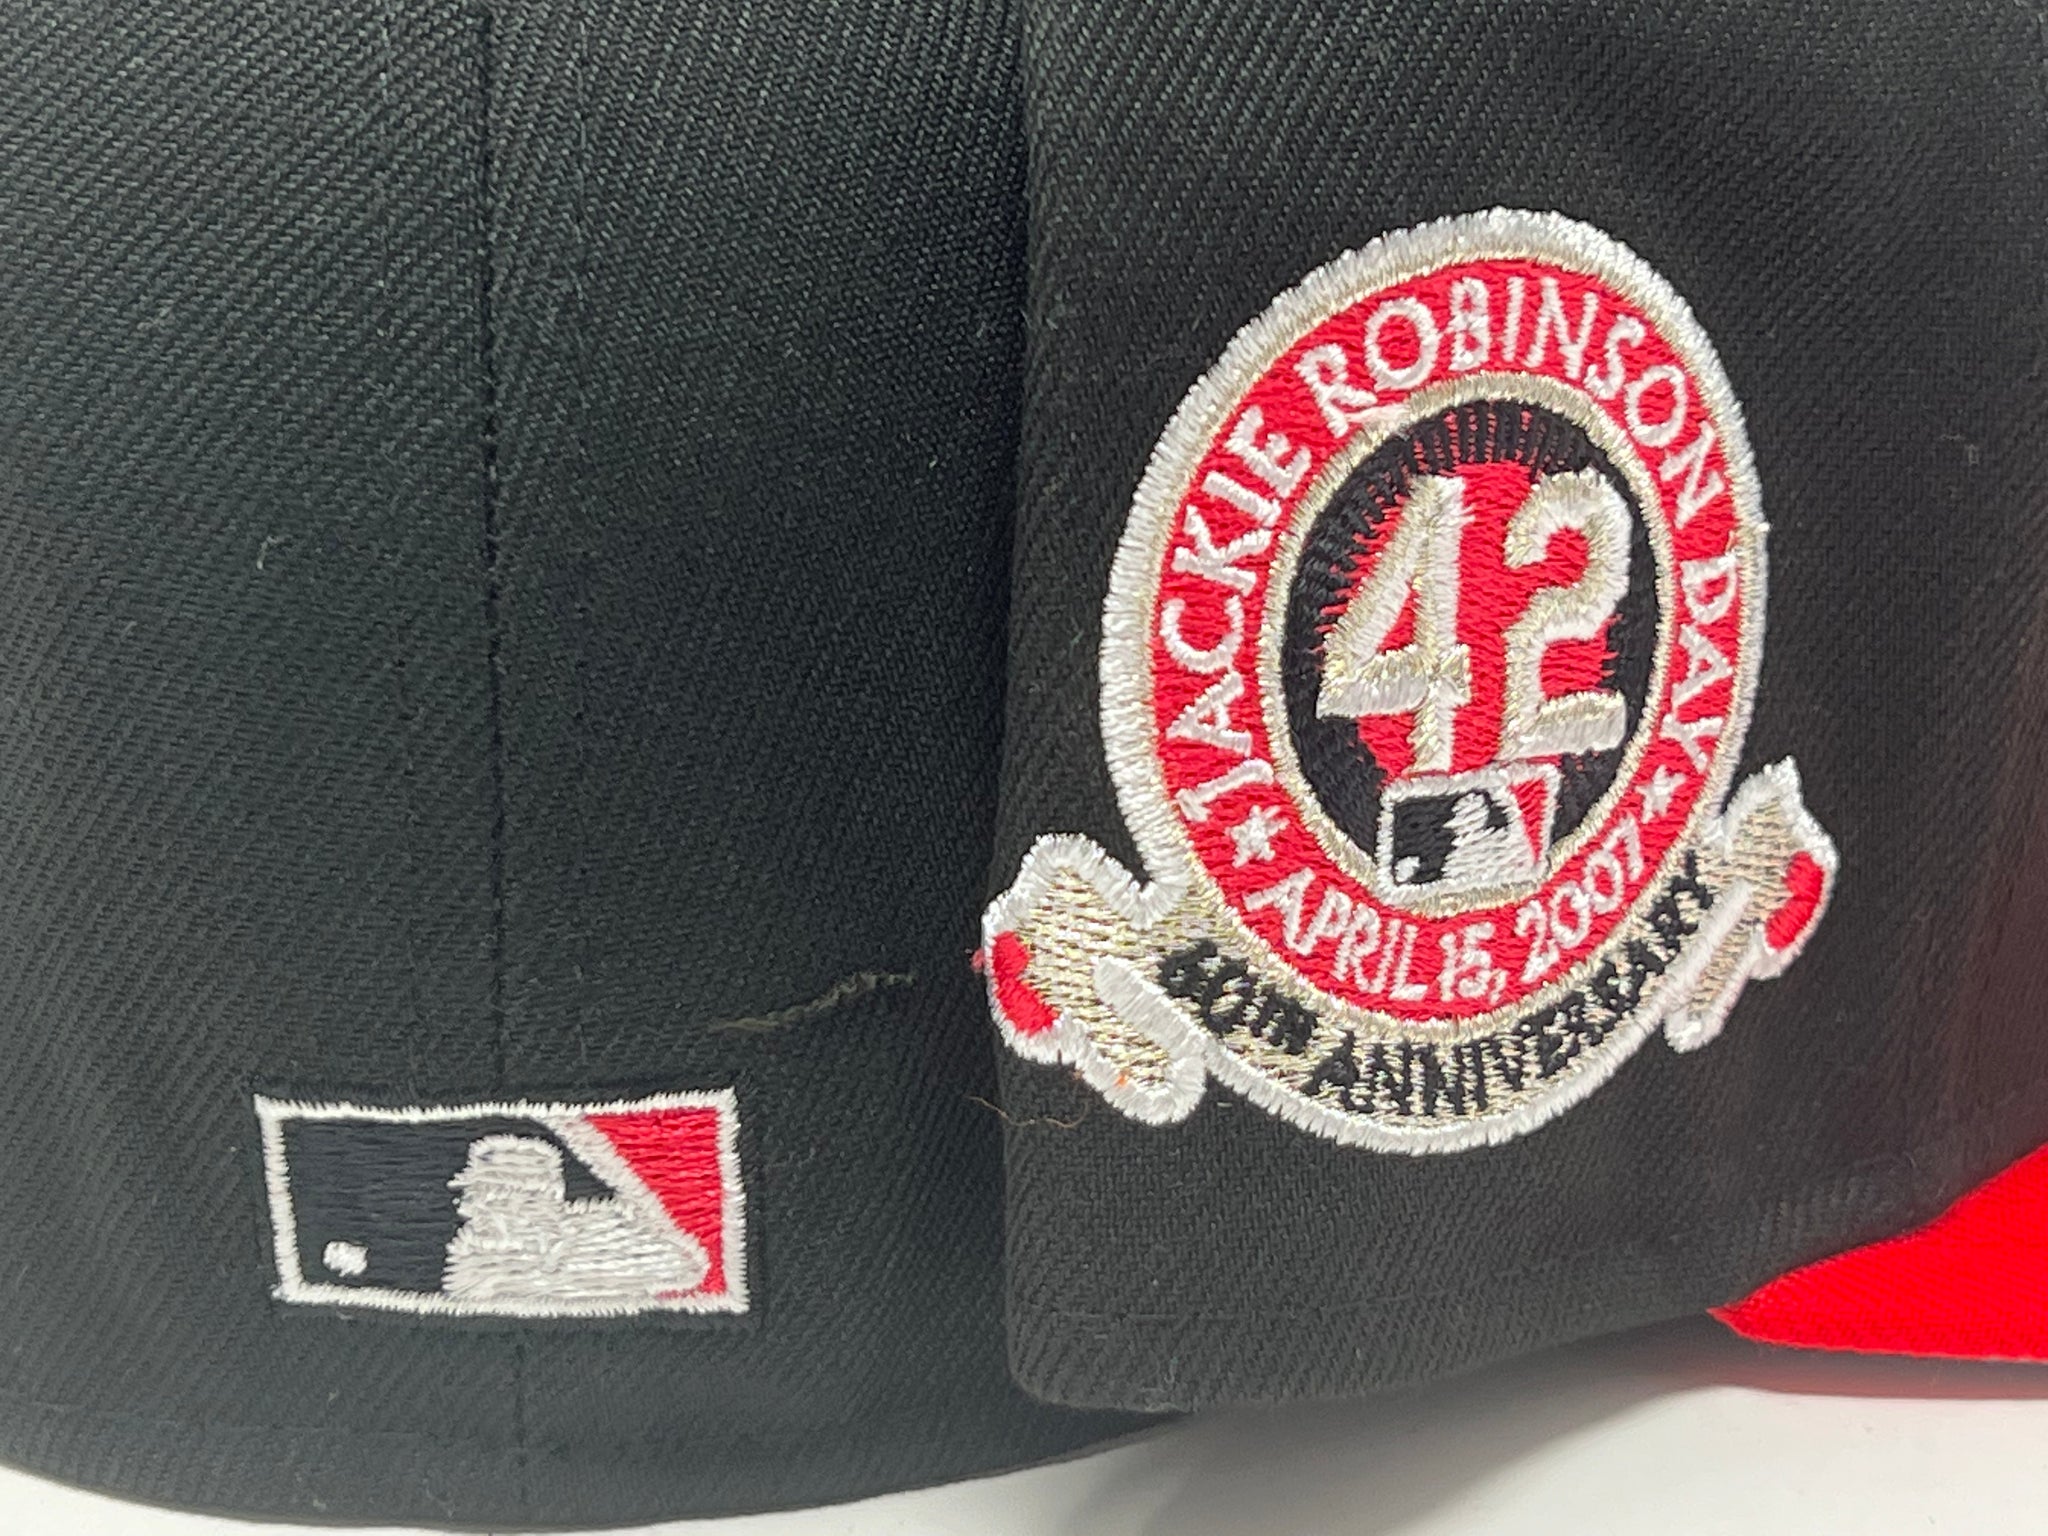 JACKIE ROBINSON DAY
42
APRIL 15, 2007
60TH ANNIVERSARY